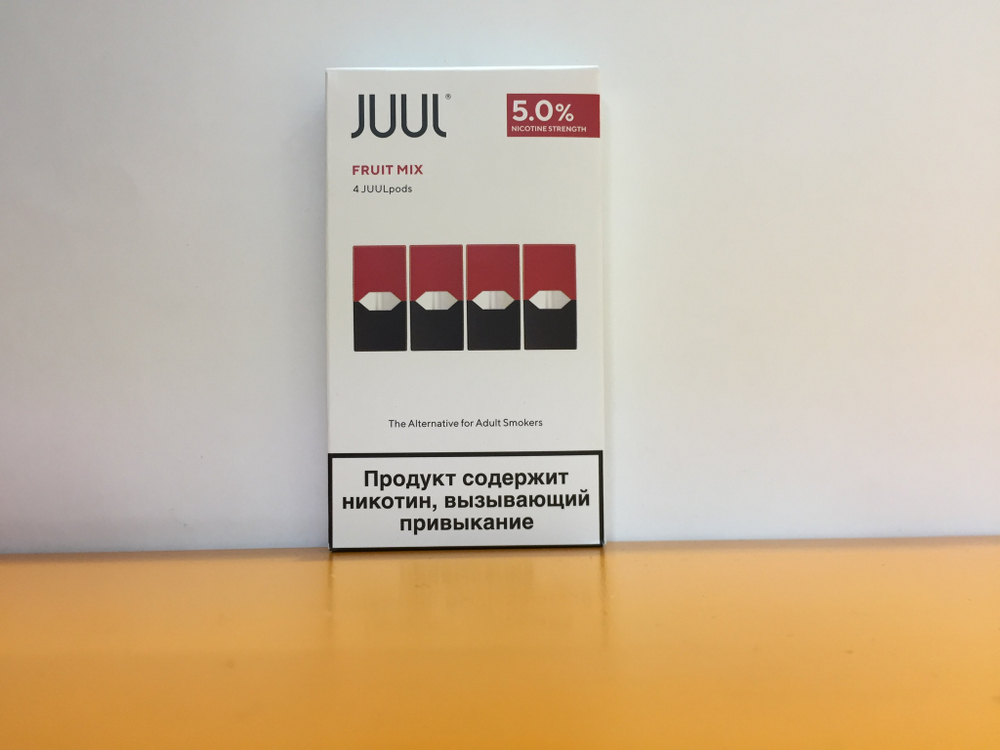 JUUL®
5.0%
NICOTINE STRENGTH
FRUIT MIX
4 JUULpods
The Alternative for Adult Smokers
Продукт содержит
никотин, вызывающий
привыкание